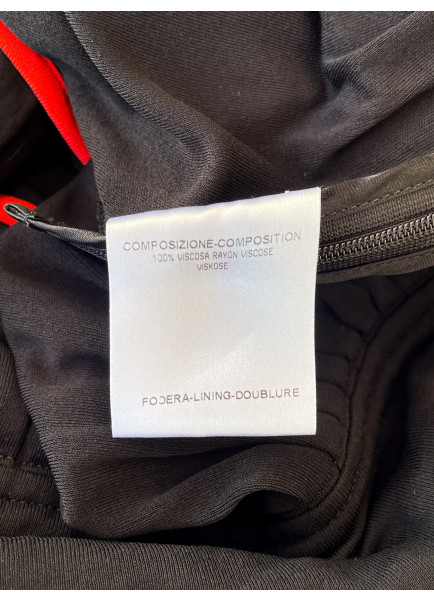 COMPOSIZIONE-COMPOSITION
100% VISCOSA RAYON VISCOSE
VISKOSE
FODERA-LINING-DOUBLURE